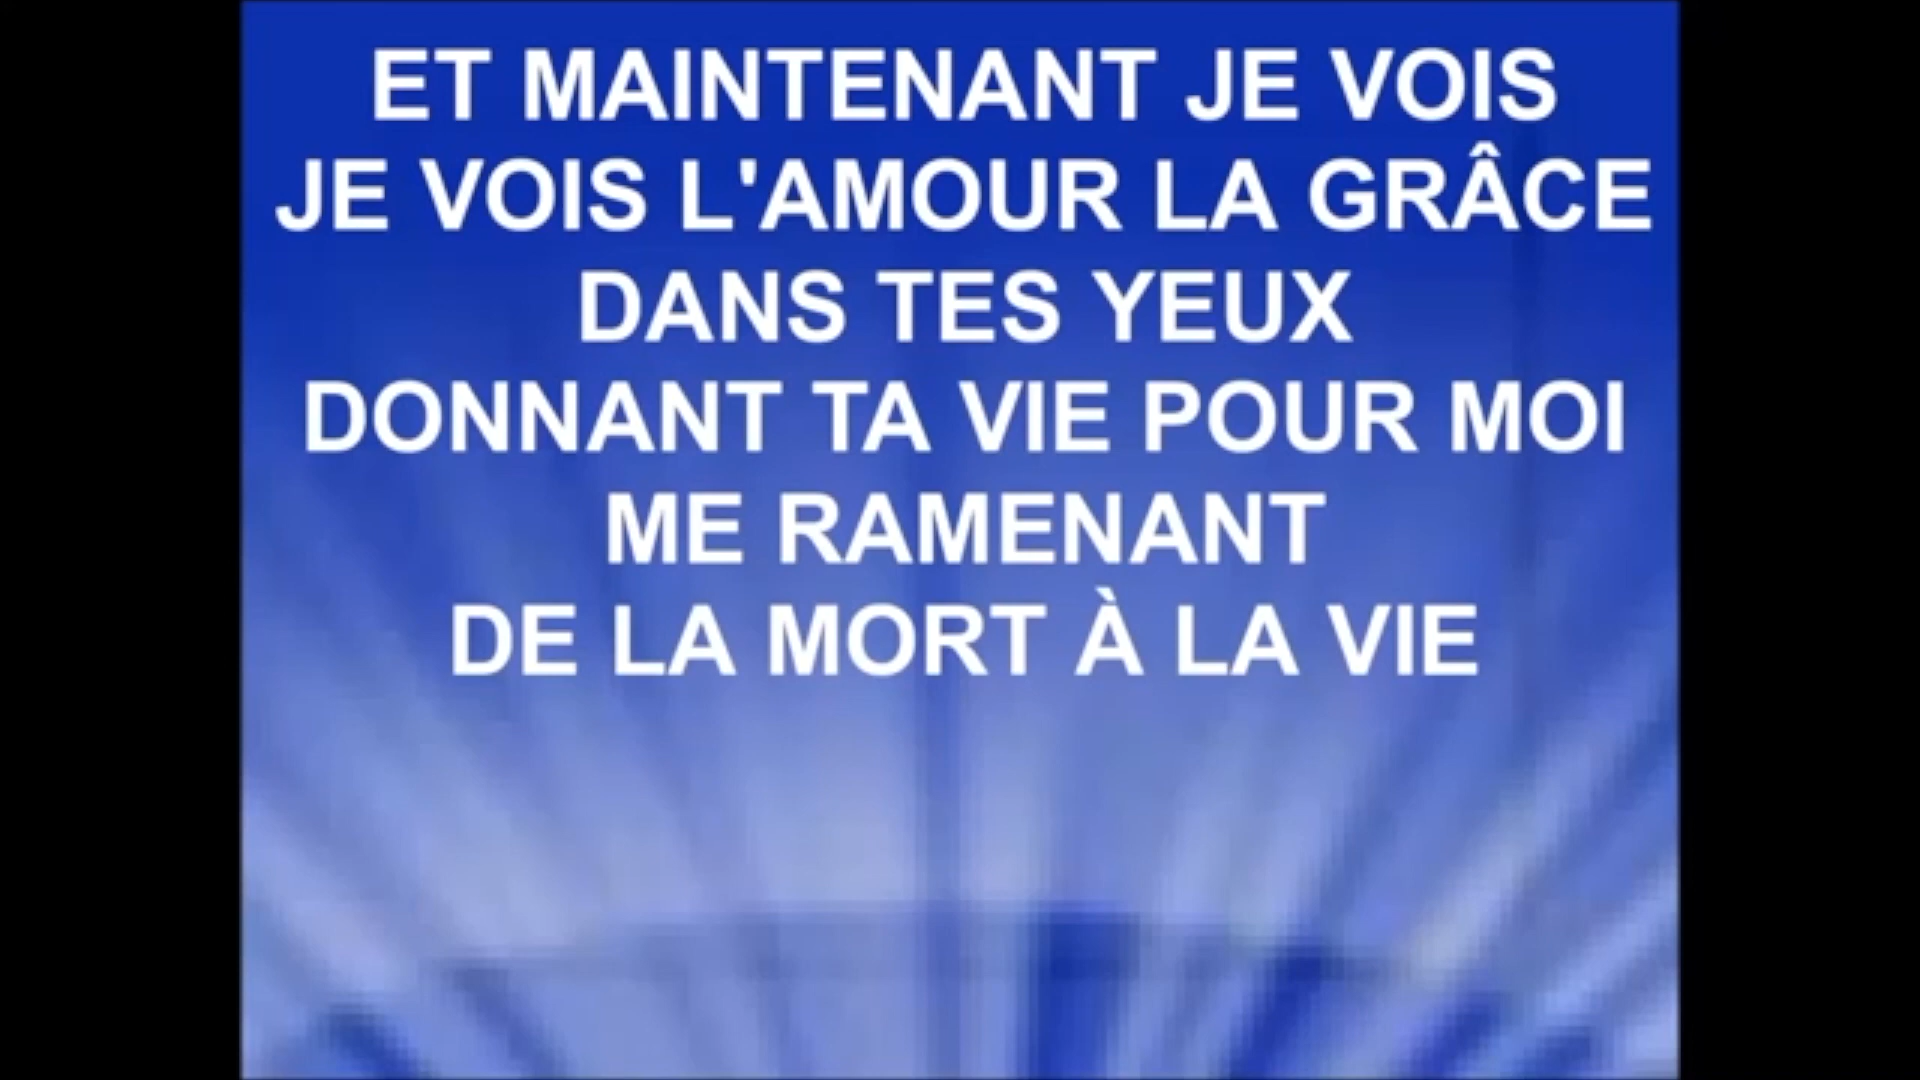 ET MAINTENANT JE VOIS
JE VOIS L'AMOUR LA GRÂCE
DANS TES YEUX
DONNANT TA VIE POUR MOI
ME RAMENANT
DE LA MORT À LA VIE